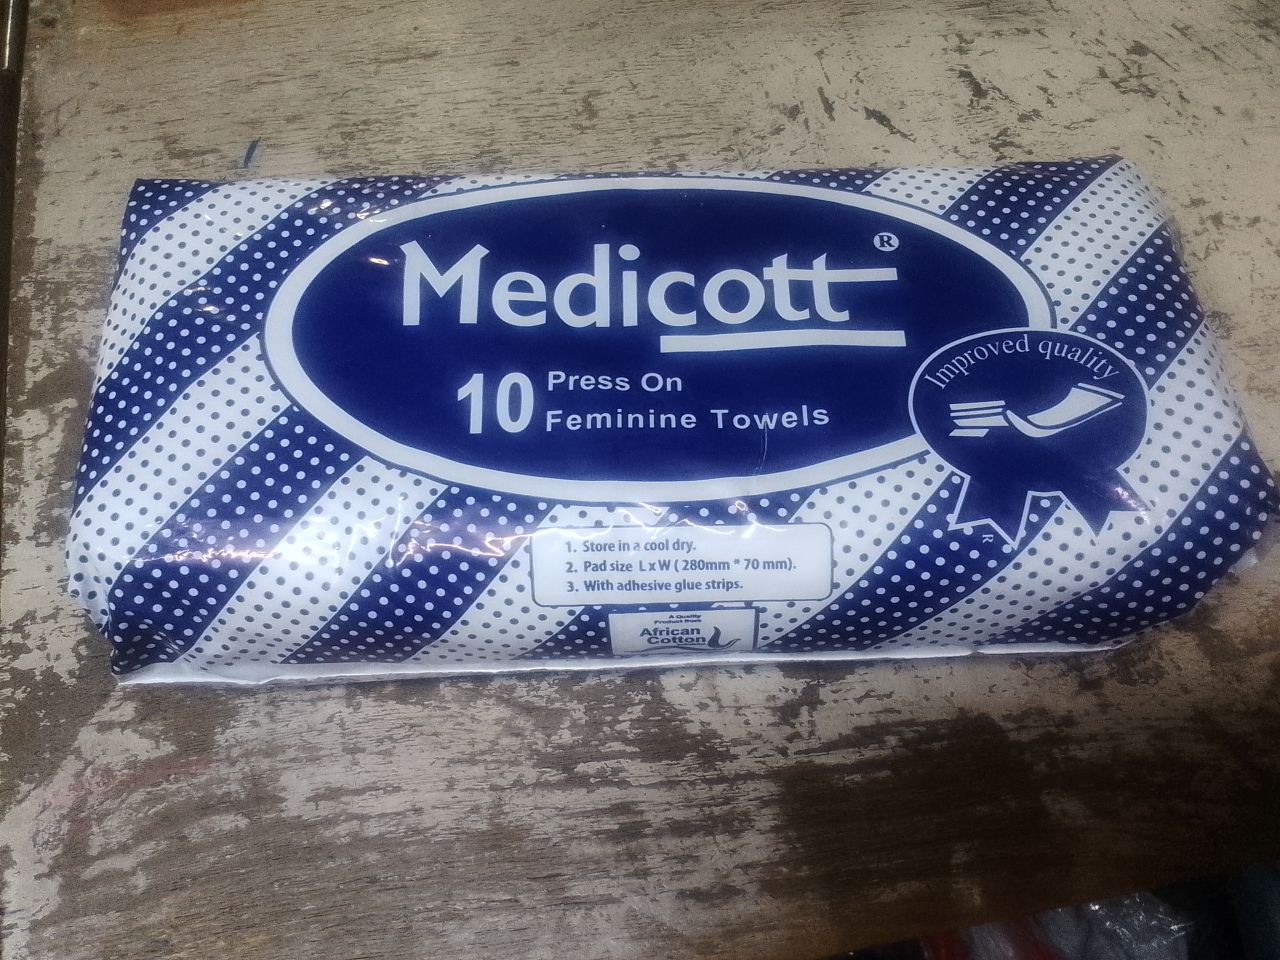 Medicott®
10 Press On
Feminine Towels
Improved quality
1. Store in a cool dry.
2. Pad size L x W ( 280mm * 70 mm).
3. With adhesive glue strips.
A Quality
Product from
African
Cotton
R